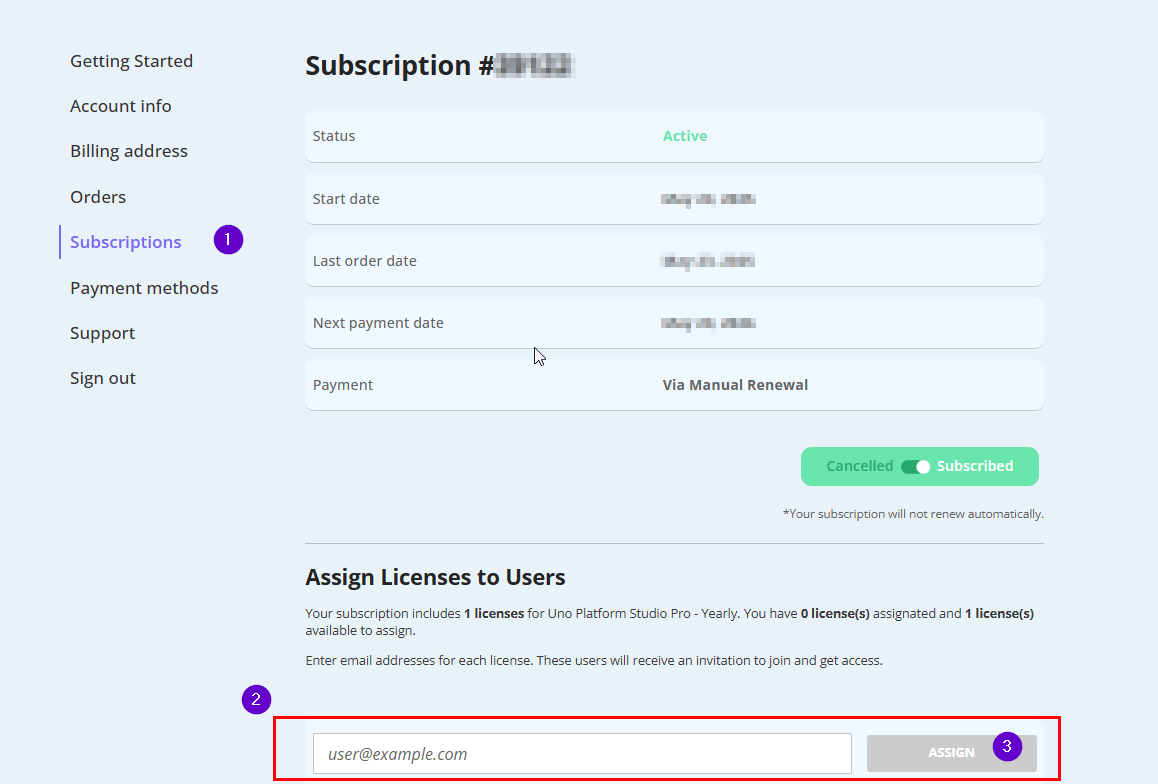 Getting Started
Account info
Billing address
Orders
Subscriptions
1
Payment methods
Support
Sign out
Subscription #
Status Active
Start date
Last order date
Next payment date
Payment Via Manual Renewal
Cancelled Subscribed
*Your subscription will not renew automatically.
Assign Licenses to Users
Your subscription includes 1 licenses for Uno Platform Studio Pro - Yearly. You have 0 license(s) assignated and 1 license(s)
available to assign.
Enter email addresses for each license. These users will receive an invitation to join and get access.
2
user@example.com ASSIGN 3